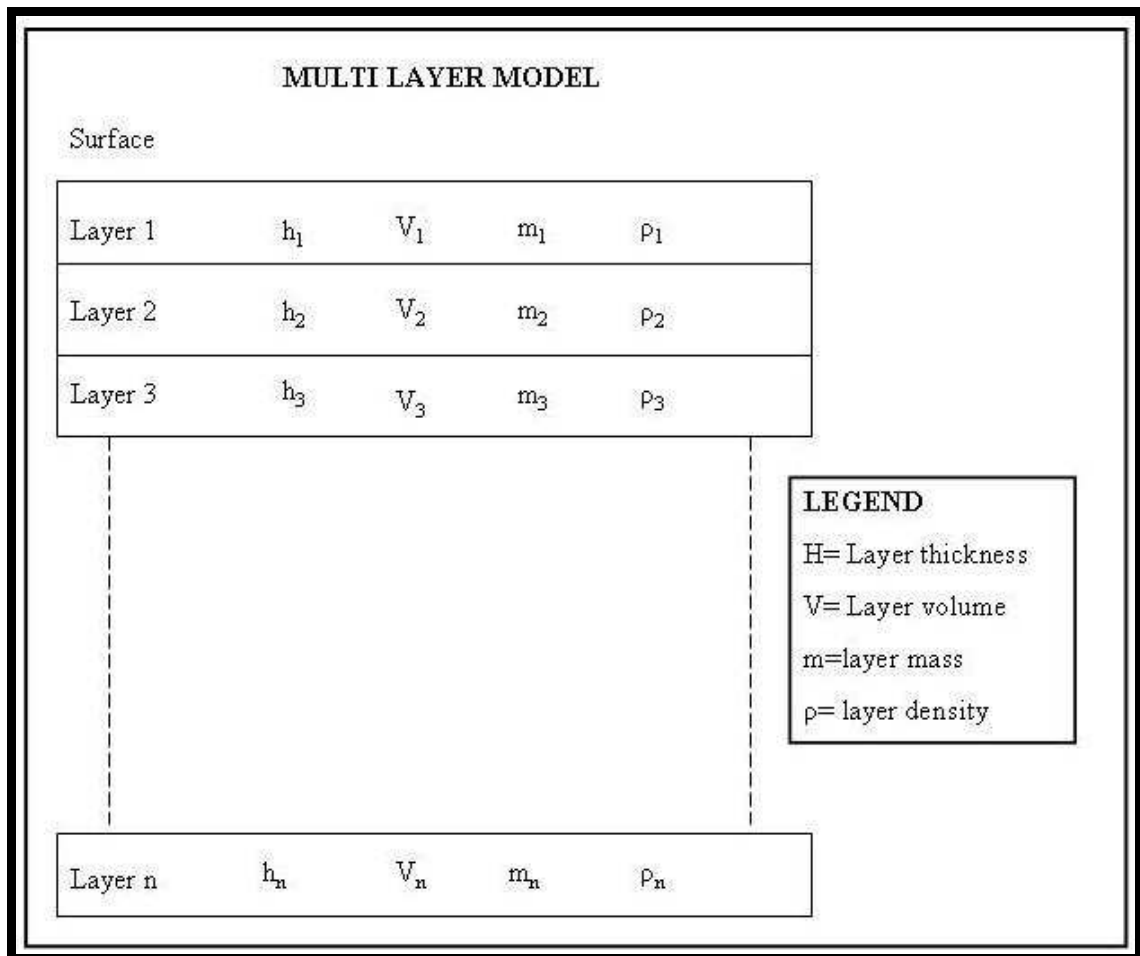 MULTI LAYER MODEL
Surface
Layer 1 h₁ V₁ m₁ ρ₁
Layer 2 h₂ V₂ m₂ ρ₂
Layer 3 h₃ V₃ m₃ ρ₃
LEGEND
H= Layer thickness
V= Layer volume
m=layer mass
ρ= layer density
Layer n hₙ Vₙ mₙ ρₙ